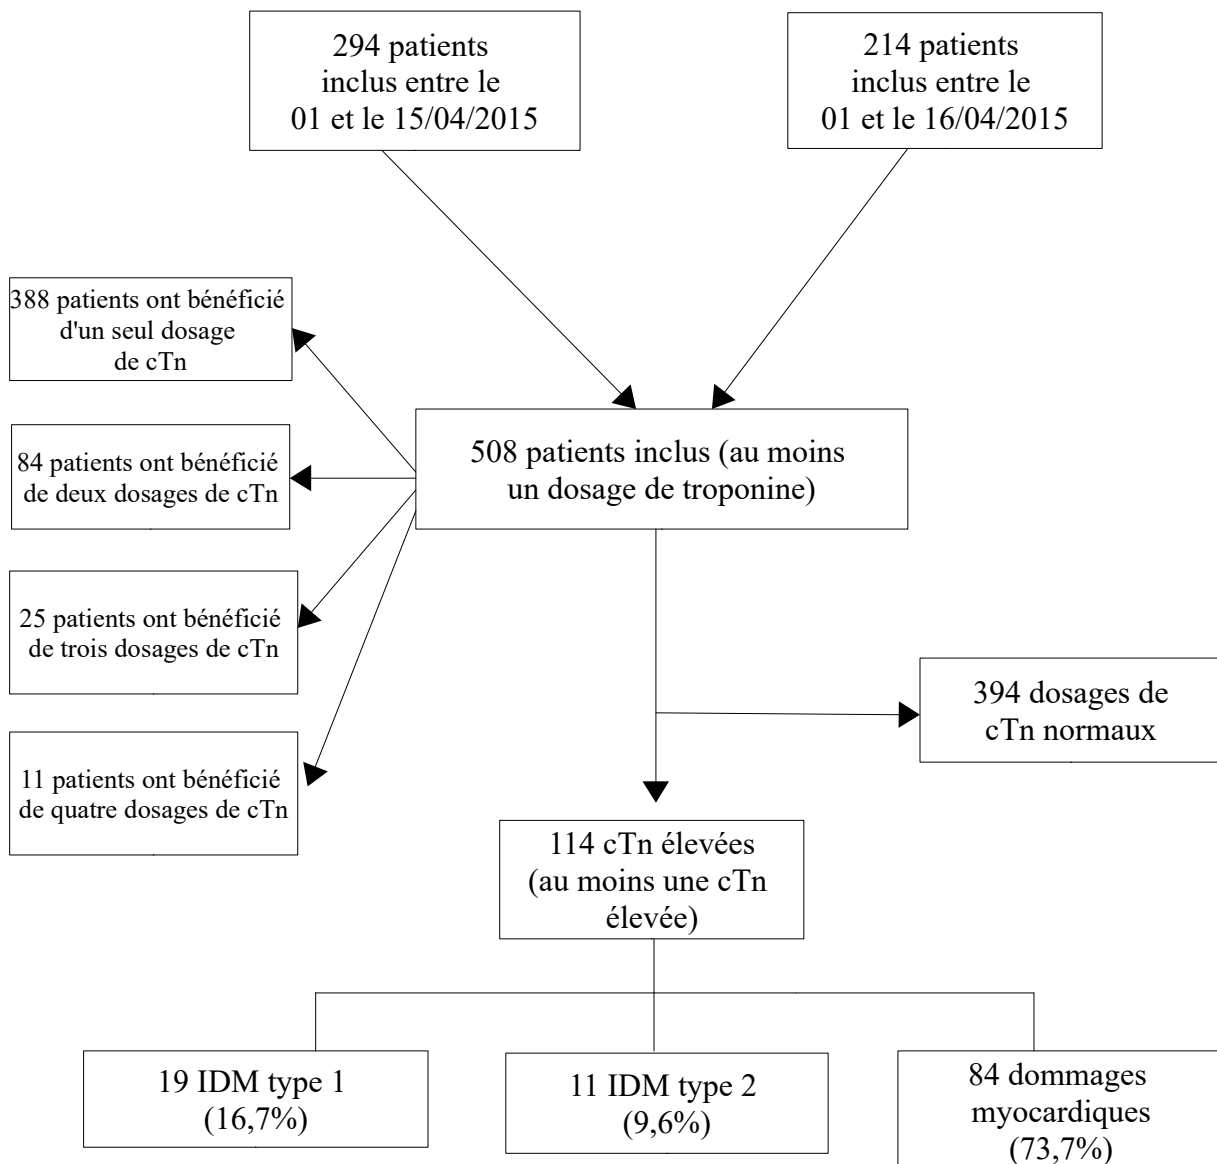 294 patients
inclus entre le
01 et le 15/04/2015
214 patients
inclus entre le
01 et le 16/04/2015
388 patients ont bénéficié
d'un seul dosage
de cTn
84 patients ont bénéficié
de deux dosages de cTn
25 patients ont bénéficié
de trois dosages de cTn
11 patients ont bénéficié
de quatre dosages de cTn
508 patients inclus (au moins
un dosage de troponine)
394 dosages de
cTn normaux
114 cTn élevées
(au moins une cTn
élevée)
19 IDM type 1
(16,7%)
11 IDM type 2
(9,6%)
84 dommages
myocardiques
(73,7%)